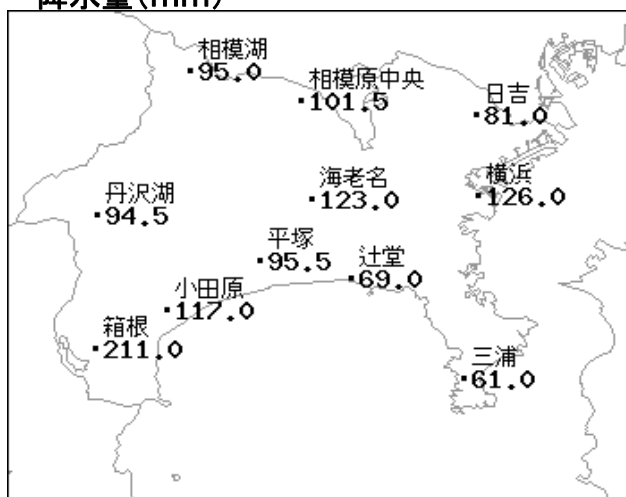 降水量(mm)
相模湖
95.0
相模原中央
101.5
日吉
81.0
丹沢湖
94.5
海老名
123.0
横浜
126.0
平塚
95.5
辻堂
69.0
小田原
117.0
箱根
211.0
三浦
61.0